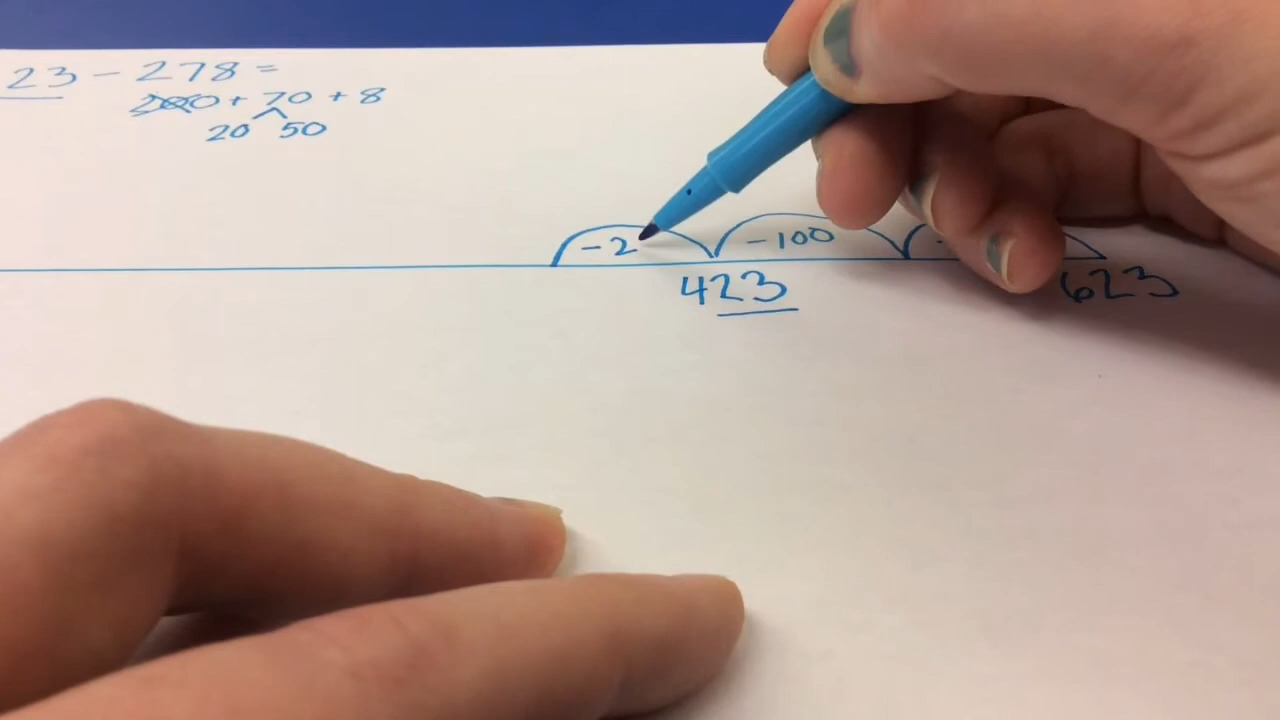 23 - 278 =
200 + 70 + 8
20 50
-2 -100 -
423 623